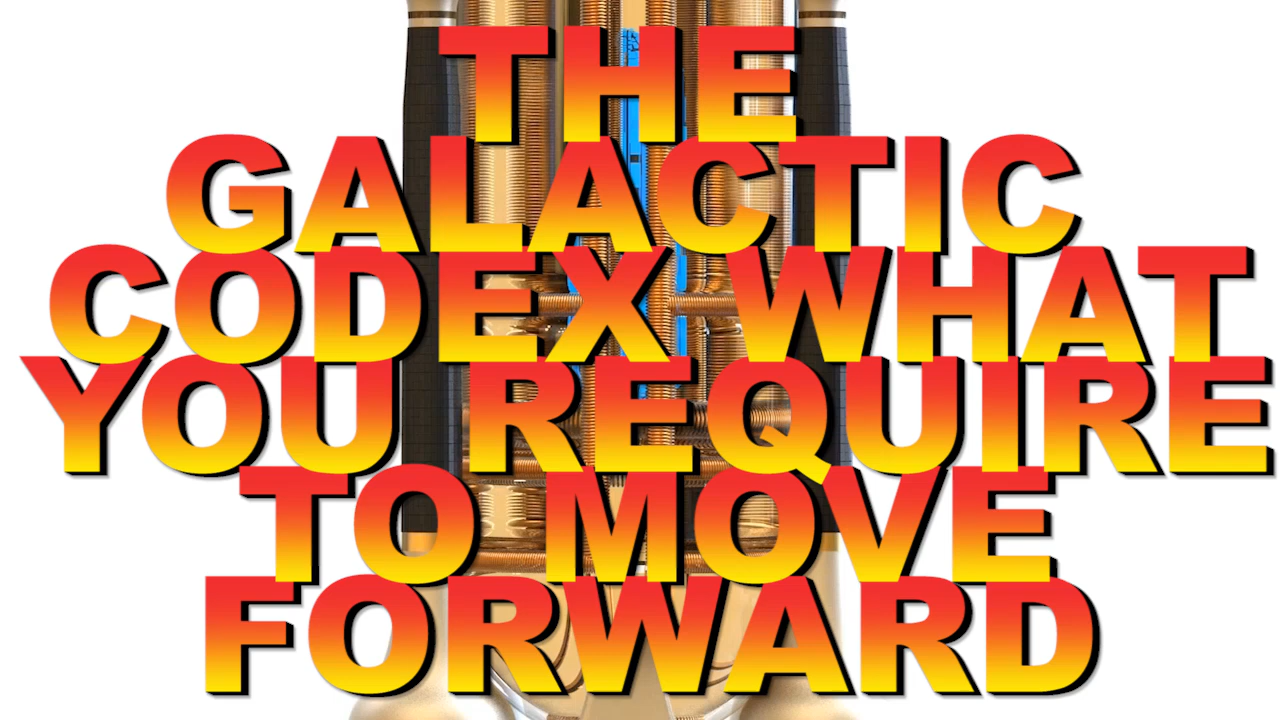 THE
GALACTIC
CODEX WHAT
YOU REQUIRE
TO MOVE
FORWARD